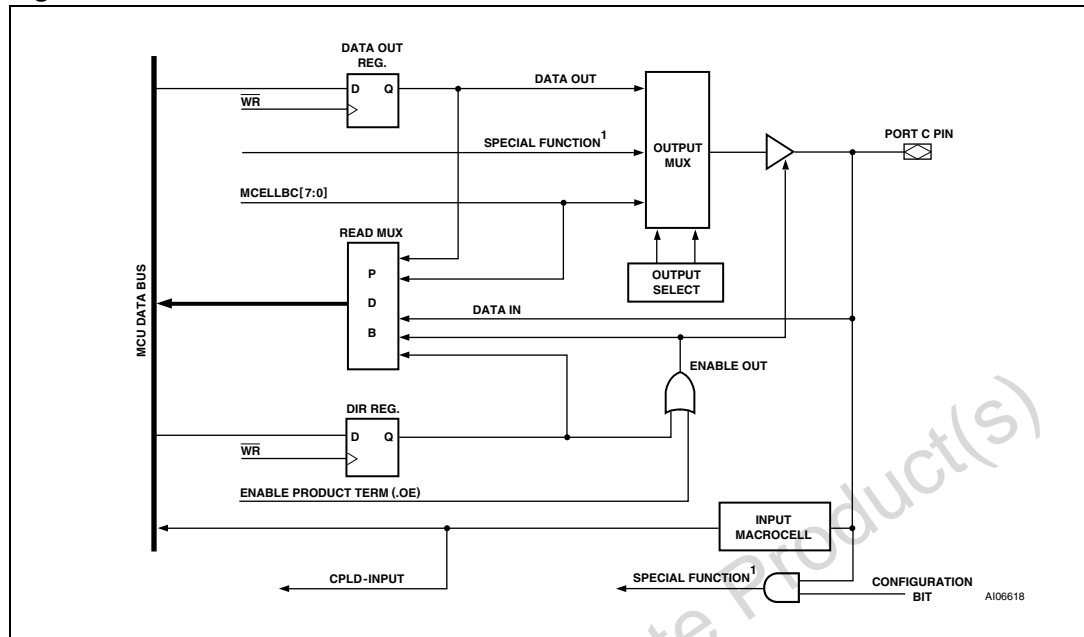 DATA OUT
REG.
D Q
WR
DATA OUT
SPECIAL FUNCTION1
OUTPUT
MUX
PORT C PIN
MCELLBC[7:0]
READ MUX
P
D
B
OUTPUT
SELECT
MCU DATA BUS
DATA IN
ENABLE OUT
DIR REG.
D Q
WR
ENABLE PRODUCT TERM (.OE)
INPUT
MACROCELL
CPLD-INPUT
SPECIAL FUNCTION1
CONFIGURATION
BIT
AI06618
Product(s)